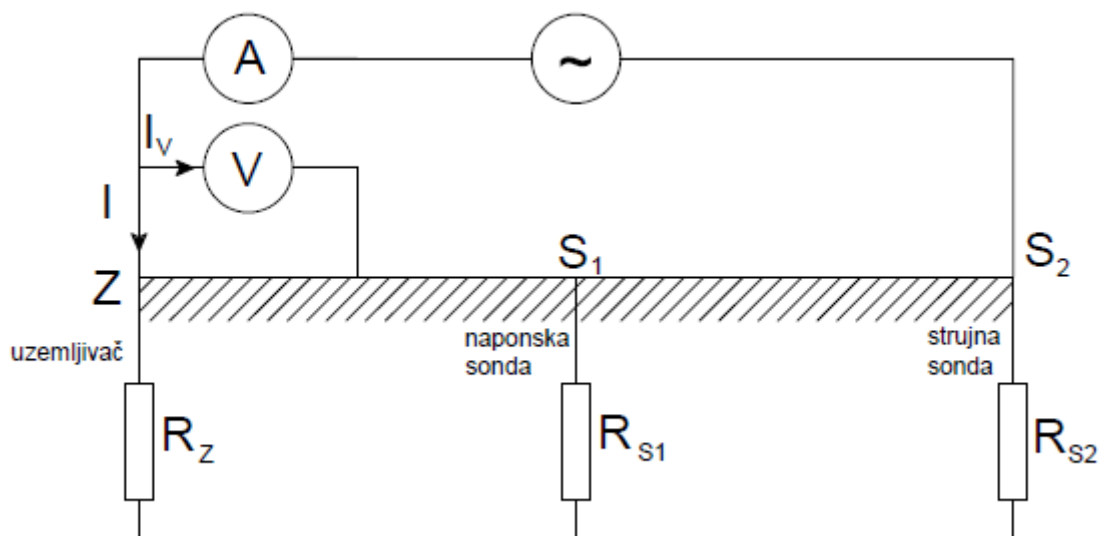 A
~
I_V
V
I
Z
S_1
S_2
uzemljivač
naponska
sonda
strujna
sonda
R_Z
R_S1
R_S2